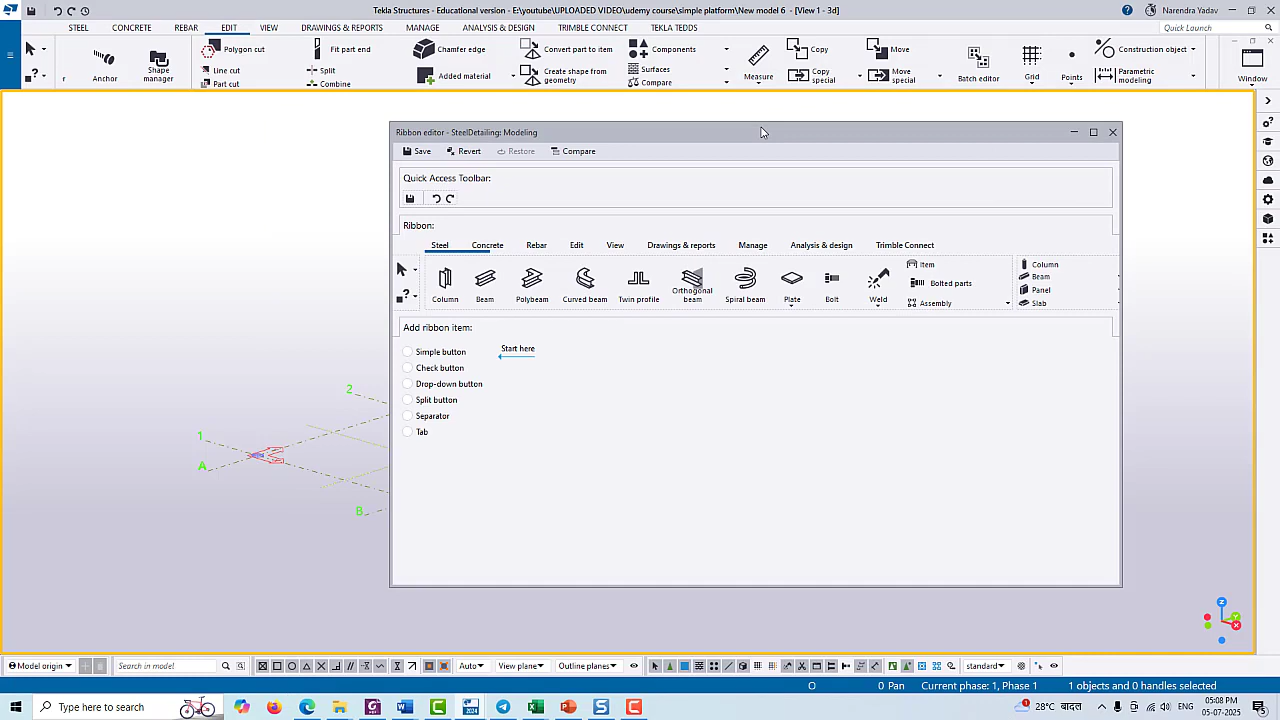 Tekla Structures - Educational version - E:\youtube\UPLOADED VIDEO\udemy course\simple platform\New model 6 - [View 1 - 3d]
Narendra Yadav
STEEL CONCRETE REBAR EDIT VIEW DRAWINGS & REPORTS MANAGE ANALYSIS & DESIGN TRIMBLE CONNECT TEKLA TEDDS
Quick Launch
r
Anchor
Shape manager
Polygon cut
Line cut
Part cut
Fit part end
Split
Combine
Chamfer edge
Added material
Convert part to item
Create shape from geometry
Components
Surfaces
Compare
Measure
Copy
Copy special
Move
Move special
Batch editor
Grid
Points
Construction object
Parametric modeling
Window
Ribbon editor - SteelDetailing: Modeling
Save Revert Restore Compare
Quick Access Toolbar:
Ribbon:
Steel Concrete Rebar Edit View Drawings & reports Manage Analysis & design Trimble Connect
Column
Beam
Polybeam
Curved beam
Twin profile
Orthogonal beam
Spiral beam
Plate
Bolt
Weld
Item
Bolted parts
Assembly
Column
Beam
Panel
Slab
Add ribbon item:
Simple button
Start here
Check button
Drop-down button
Split button
Separator
Tab
2
1
A
B
Z
Y
X
Model origin
Search in model
Auto
View plane
Outline planes
standard
O
0 Pan
Current phase: 1, Phase 1
1 objects and 0 handles selected
Type here to search
28°C बादल
ENG
05:08 PM
05-07-2025